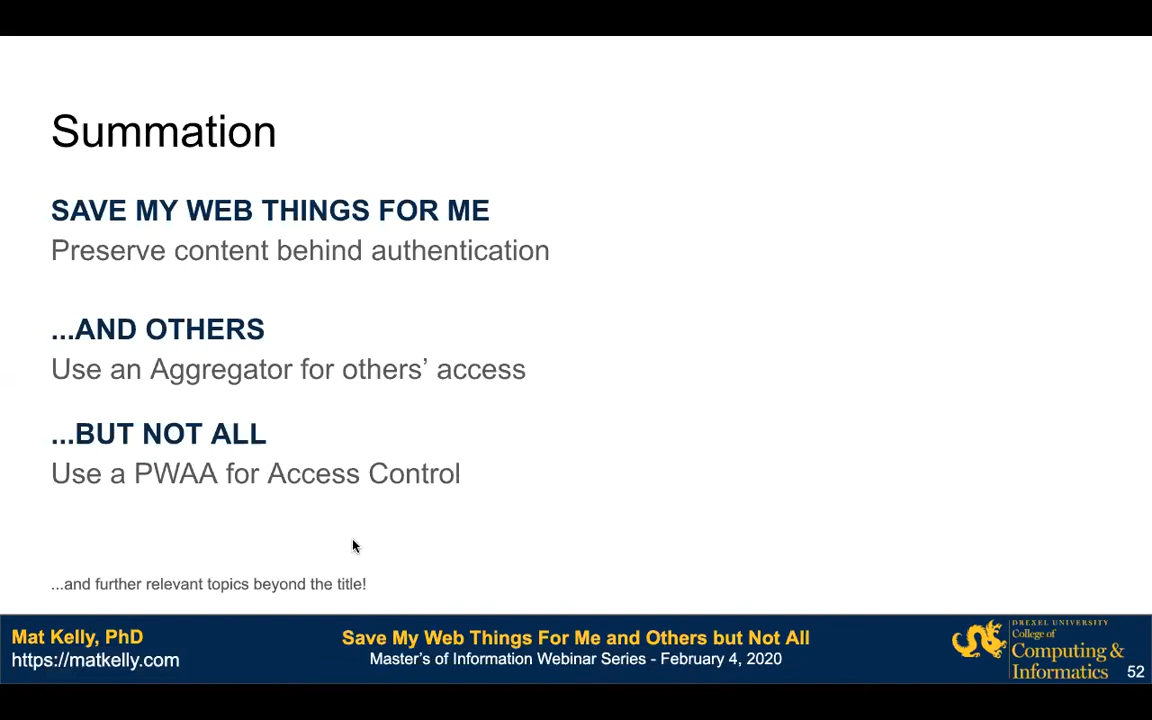 Summation
SAVE MY WEB THINGS FOR ME
Preserve content behind authentication
...AND OTHERS
Use an Aggregator for others’ access
...BUT NOT ALL
Use a PWAA for Access Control
...and further relevant topics beyond the title!
Mat Kelly, PhD
https://matkelly.com
Save My Web Things For Me and Others but Not All
Master’s of Information Webinar Series - February 4, 2020
DREXEL UNIVERSITY
College of
Computing &
Informatics
52